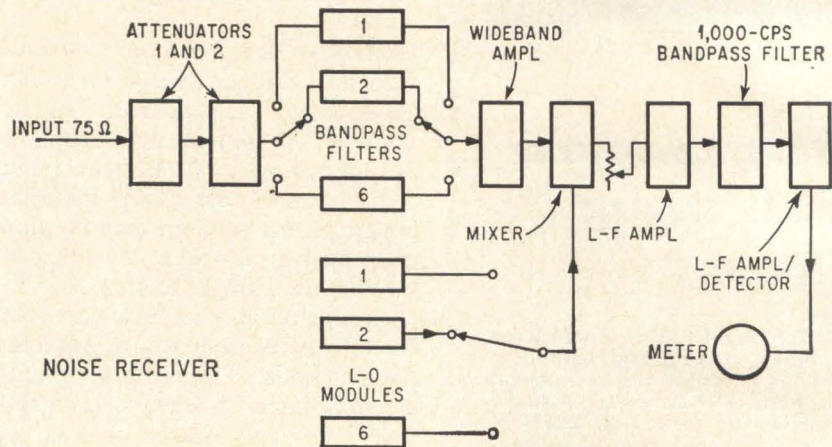 ATTENUATORS
1 AND 2
INPUT 75 Ω
1
2
BANDPASS
FILTERS
6
WIDEBAND
AMPL
1,000-CPS
BANDPASS FILTER
MIXER
L-F AMPL
L-F AMPL/
DETECTOR
METER
1
2
L-O
MODULES
6
NOISE RECEIVER